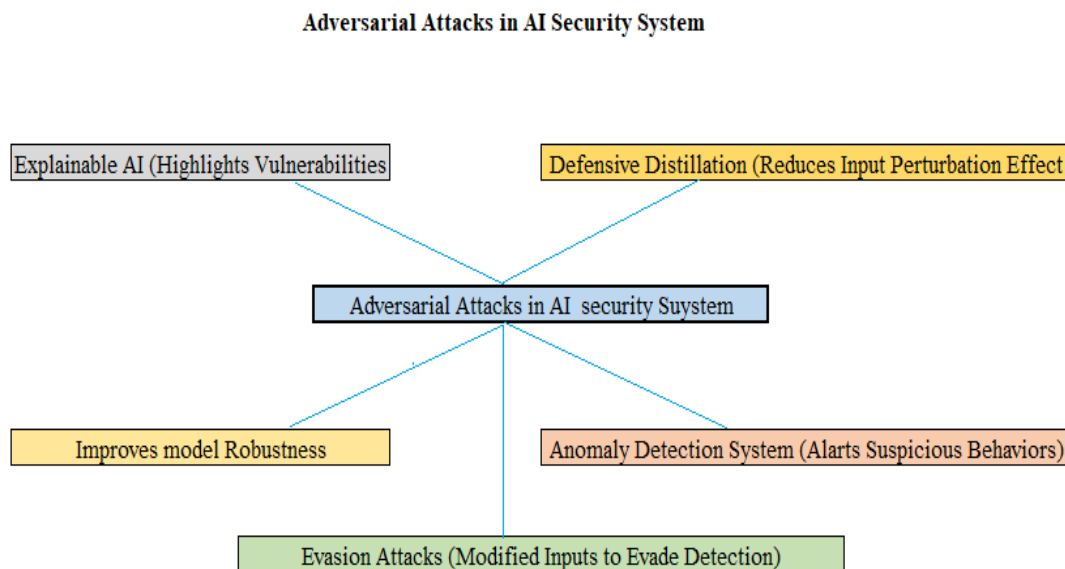 Adversarial Attacks in AI Security System
Explainable AI (Highlights Vulnerabilities
Defensive Distillation (Reduces Input Perturbation Effect
Adversarial Attacks in AI security Suystem
Improves model Robustness
Anomaly Detection System (Alarts Suspicious Behaviors)
Evasion Attacks (Modified Inputs to Evade Detection)